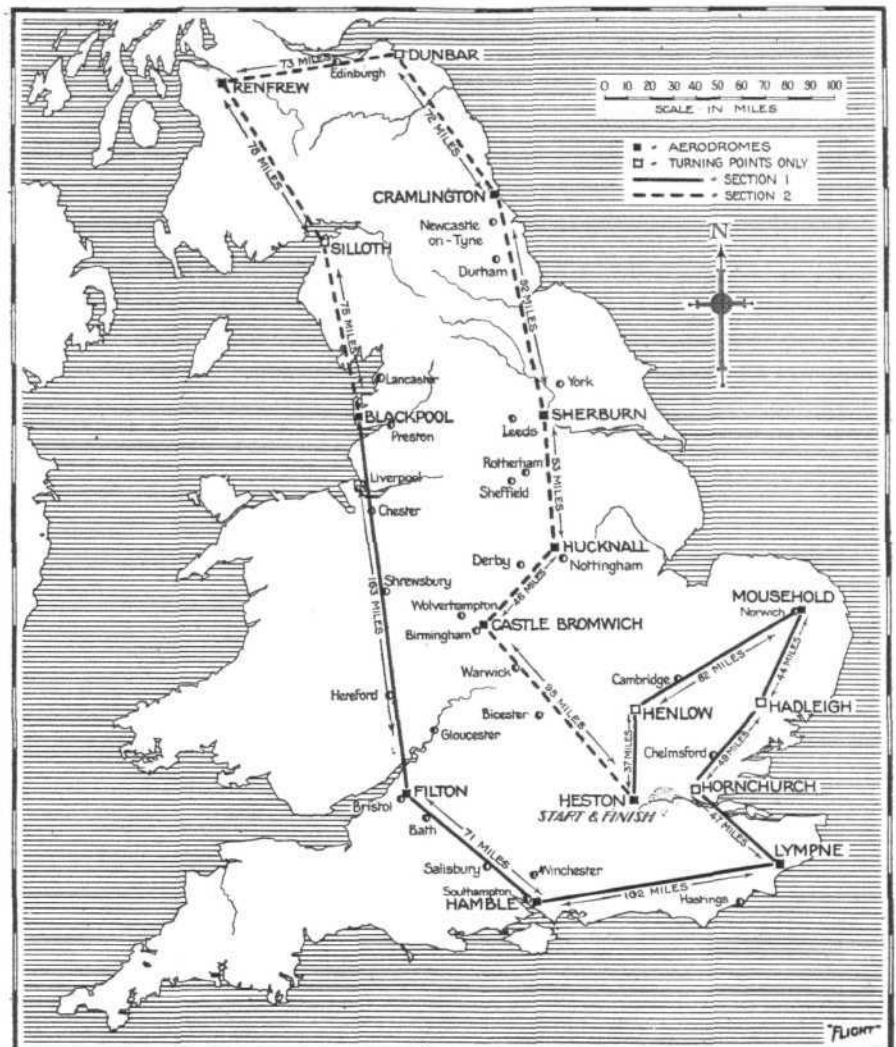 73 MILES
DUNBAR
Edinburgh
RENFREW
0 10 20 30 40 50 60 70 80 90 100
SCALE - IN MILES
78 MILES
72 MILES
- AERODROMES
- TURNING POINTS ONLY
- SECTION 1
- SECTION 2
CRAMLINGTON
Newcastle
on-Tyne
N
SILLOTH
Durham
75 MILES
92 MILES
Lancaster
York
BLACKPOOL
Preston
Leeds
SHERBURN
Rotherham
Sheffield
53 MILES
Liverpool
Chester
HUCKNALL
Derby
Nottingham
46 MILES
163 MILES
Shrewsbury
Wolverhampton
MOUSEHOLD
Norwich
CASTLE BROMWICH
Birmingham
Warwick
Cambridge
82 MILES
44 MILES
95 MILES
Hereford
Bicester
HENLOW
HADLEIGH
Gloucester
37 MILES
Chelmsford
49 MILES
FILTON
Bristol
HESTON
START & FINISH
HORNCHURCH
Bath
47 MILES
71 MILES
LYMPNE
Salisbury
Winchester
Southampton
HAMBLE
102 MILES
Hastings
"FLIGHT"